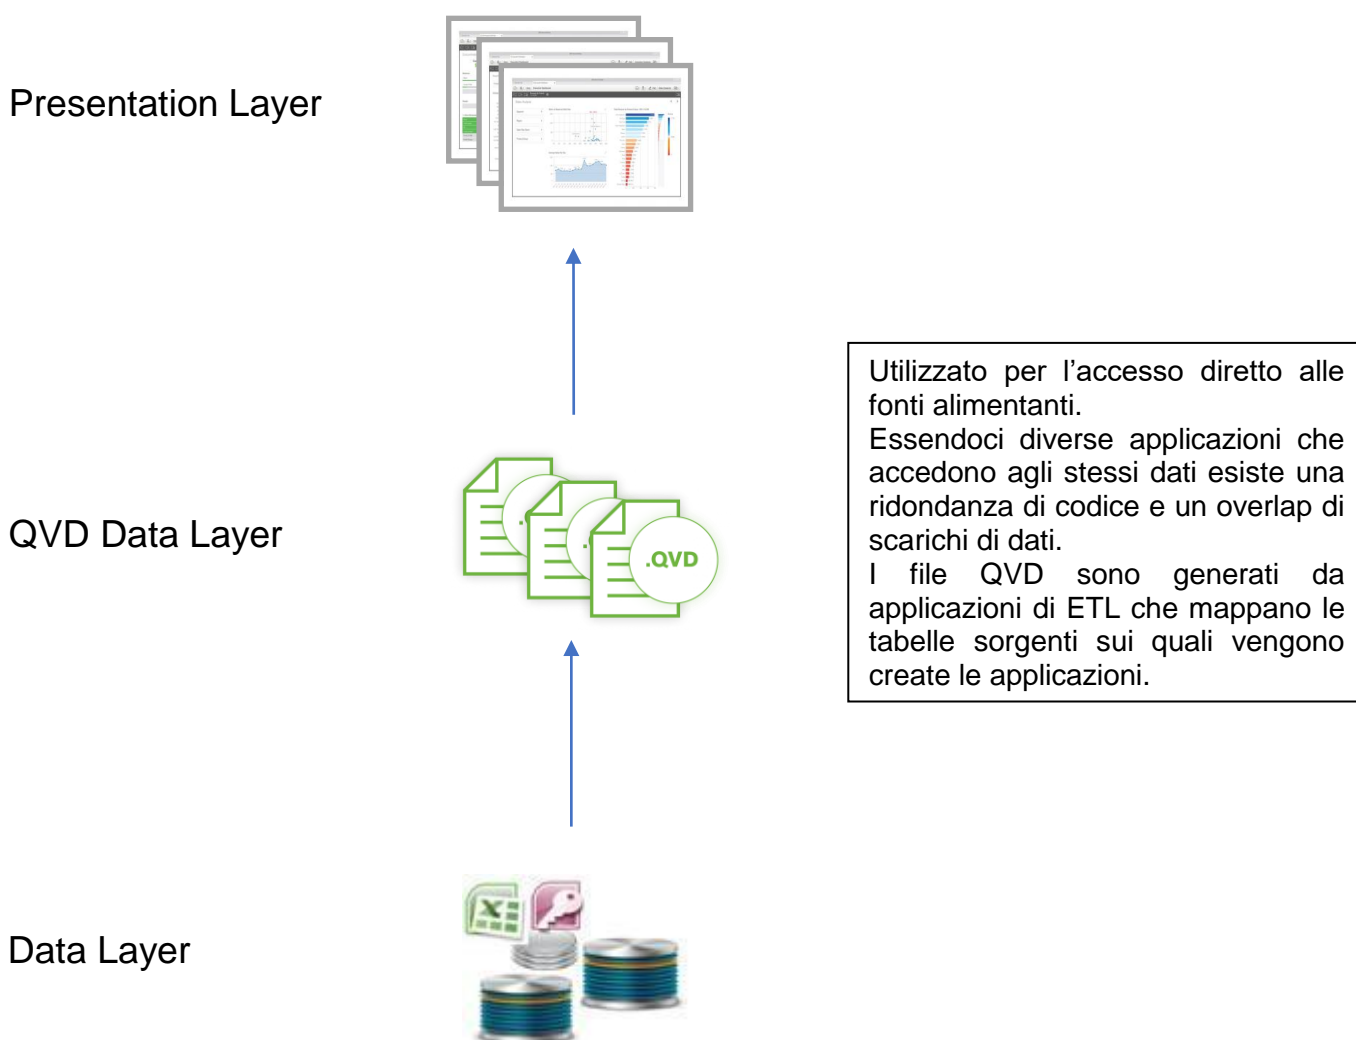 Presentation Layer
Utilizzato per l’accesso diretto alle
fonti alimentanti.
Essendoci diverse applicazioni che
accedono agli stessi dati esiste una
ridondanza di codice e un overlap di
scarichi di dati.
I file QVD sono generati da
applicazioni di ETL che mappano le
tabelle sorgenti sui quali vengono
create le applicazioni.
QVD Data Layer
.QVD
Data Layer